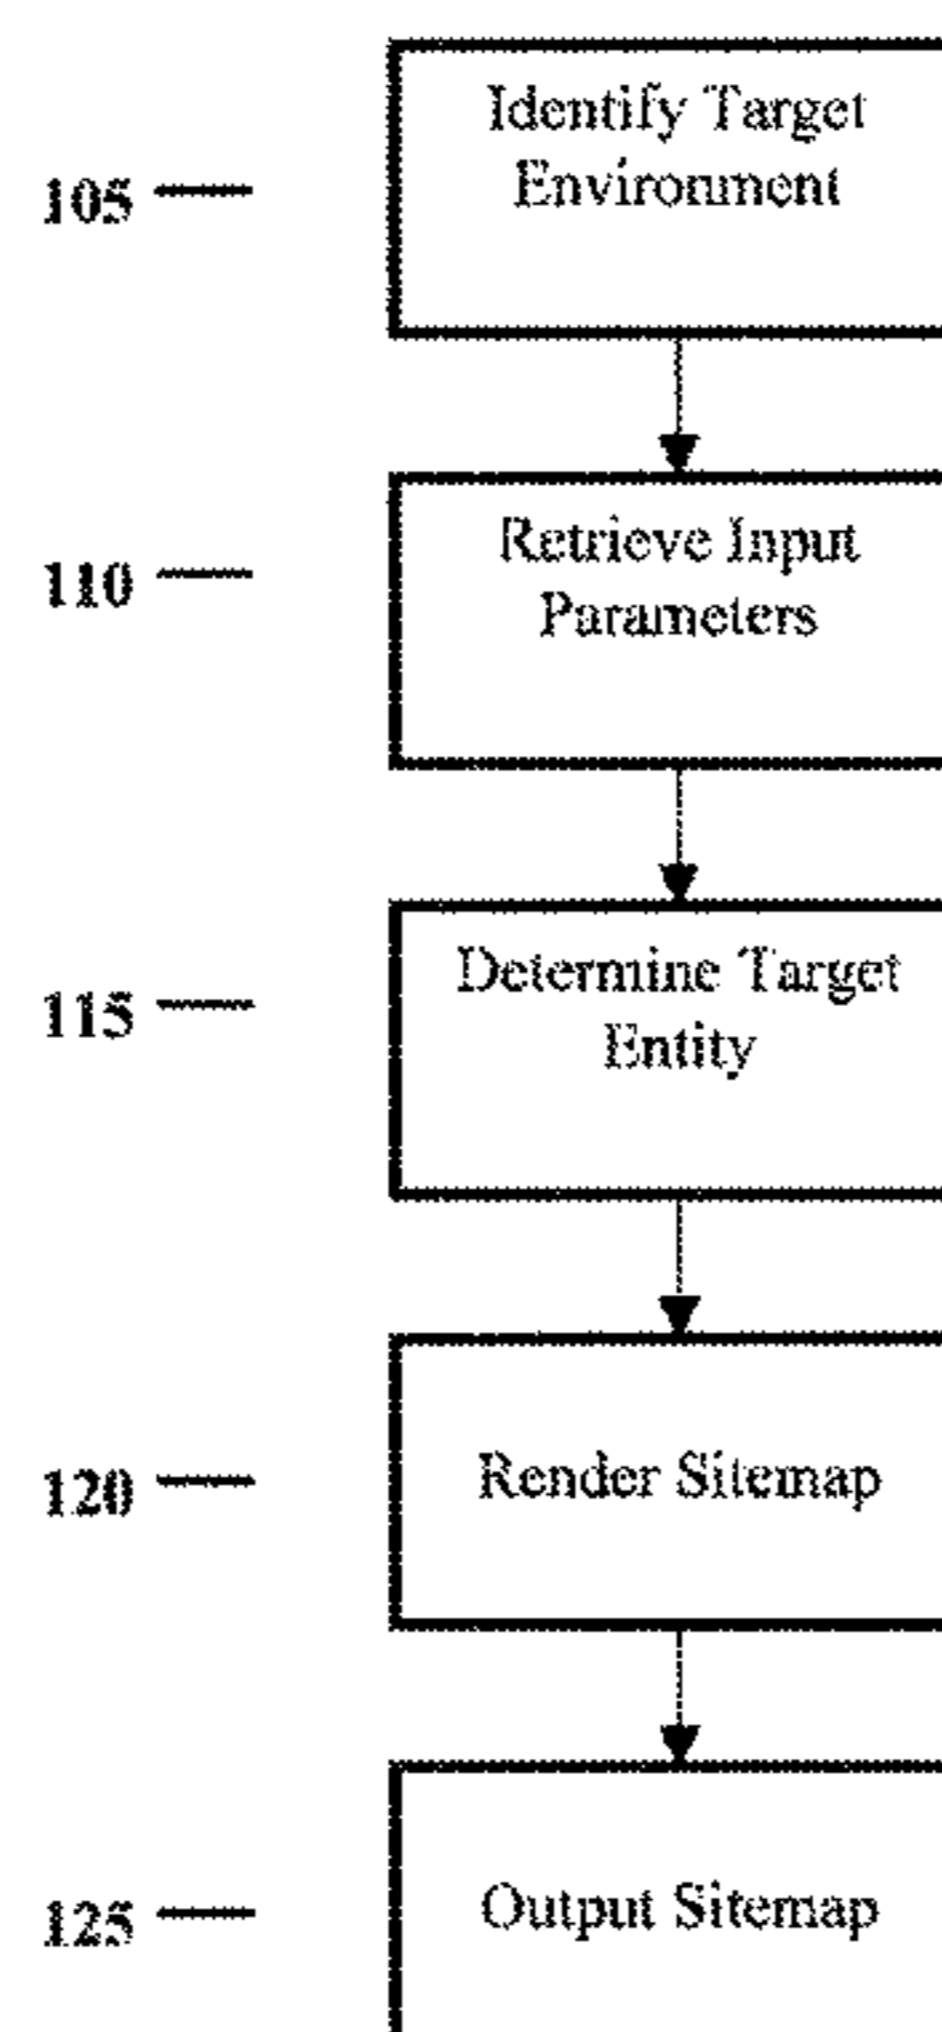 Identify Target
Environment
105
Retrieve Input
Parameters
110
Determine Target
Entity
115
Render Sitemap
120
Output Sitemap
125